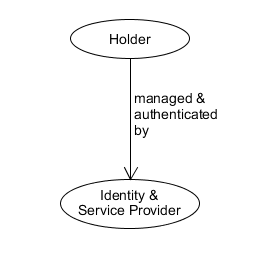 Holder
managed &
authenticated
by
Identity &
Service Provider